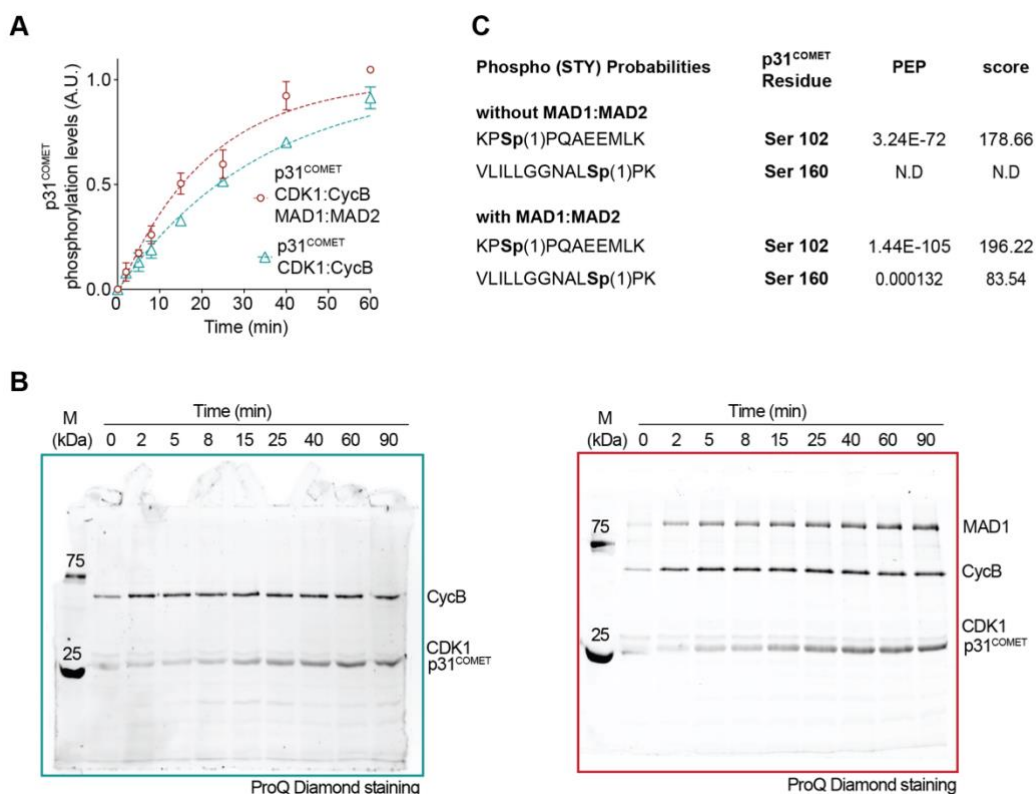 A
p31COMET
phosphorylation levels (A.U.)
1.0
0.5
0.0
0 10 20 30 40 50 60
Time (min)
p31COMET
CDK1:CycB
MAD1:MAD2
p31COMET
CDK1:CycB
C
Phospho (STY) Probabilities p31COMET Residue PEP score
without MAD1:MAD2
KPSp(1)PQAEEMLK Ser 102 3.24E-72 178.66
VLILLGGNALSp(1)PK Ser 160 N.D N.D
with MAD1:MAD2
KPSp(1)PQAEEMLK Ser 102 1.44E-105 196.22
VLILLGGNALSp(1)PK Ser 160 0.000132 83.54
B
M
(kDa)
Time (min)
0 2 5 8 15 25 40 60 90
75
25
CycB
CDK1
p31COMET
ProQ Diamond staining
M
(kDa)
Time (min)
0 2 5 8 15 25 40 60 90
75
25
MAD1
CycB
CDK1
p31COMET
ProQ Diamond staining